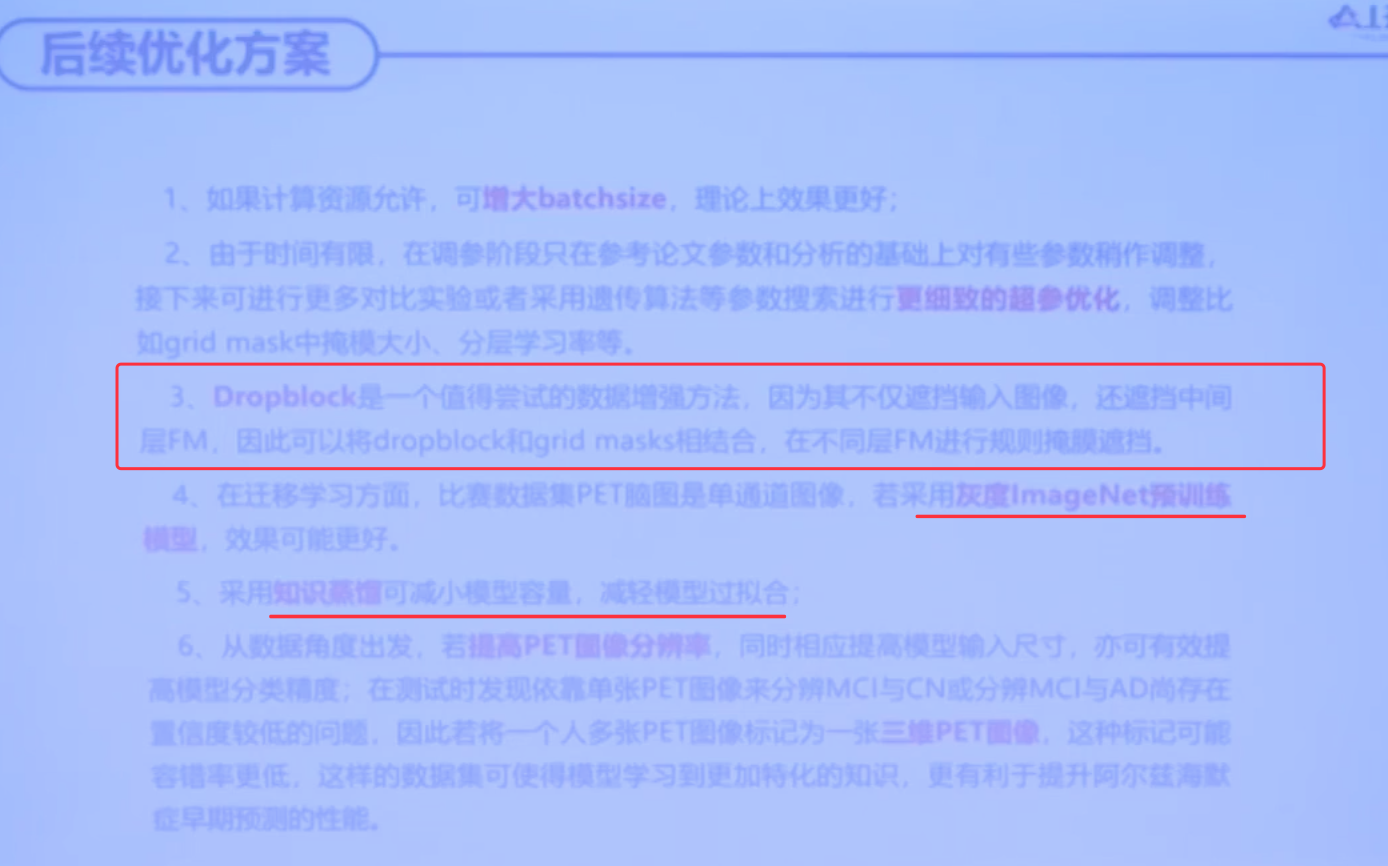 后续优化方案
1、如果计算资源允许，可增大batchsize，理论上效果更好；
2、由于时间有限，在调参阶段只在参考论文参数和分析的基础上对有些参数稍作调整，
接下来可进行更多对比实验或者采用遗传算法等参数搜索进行更细致的超参优化，调整比
如grid mask中掩模大小、分层学习率等。
3、Dropblock是一个值得尝试的数据增强方法，因为其不仅遮挡输入图像，还遮挡中间
层FM，因此可以将dropblock和grid masks相结合，在不同层FM进行规则掩膜遮挡。
4、在迁移学习方面，比赛数据集PET脑图是单通道图像，若采用灰度ImageNet预训练
模型，效果可能更好。
5、采用知识蒸馏可减小模型容量，减轻模型过拟合；
6、从数据角度出发，若提高PET图像分辨率，同时相应提高模型输入尺寸，亦可有效提
高模型分类精度；在测试时发现依靠单张PET图像来分辨MCI与CN或分辨MCI与AD尚存在
置信度较低的问题，因此若将一个人多张PET图像标记为一张三维PET图像，这种标记可能
容错率更低，这样的数据集可使得模型学习到更加特化的知识，更有利于提升阿尔兹海默
症早期预测的性能。